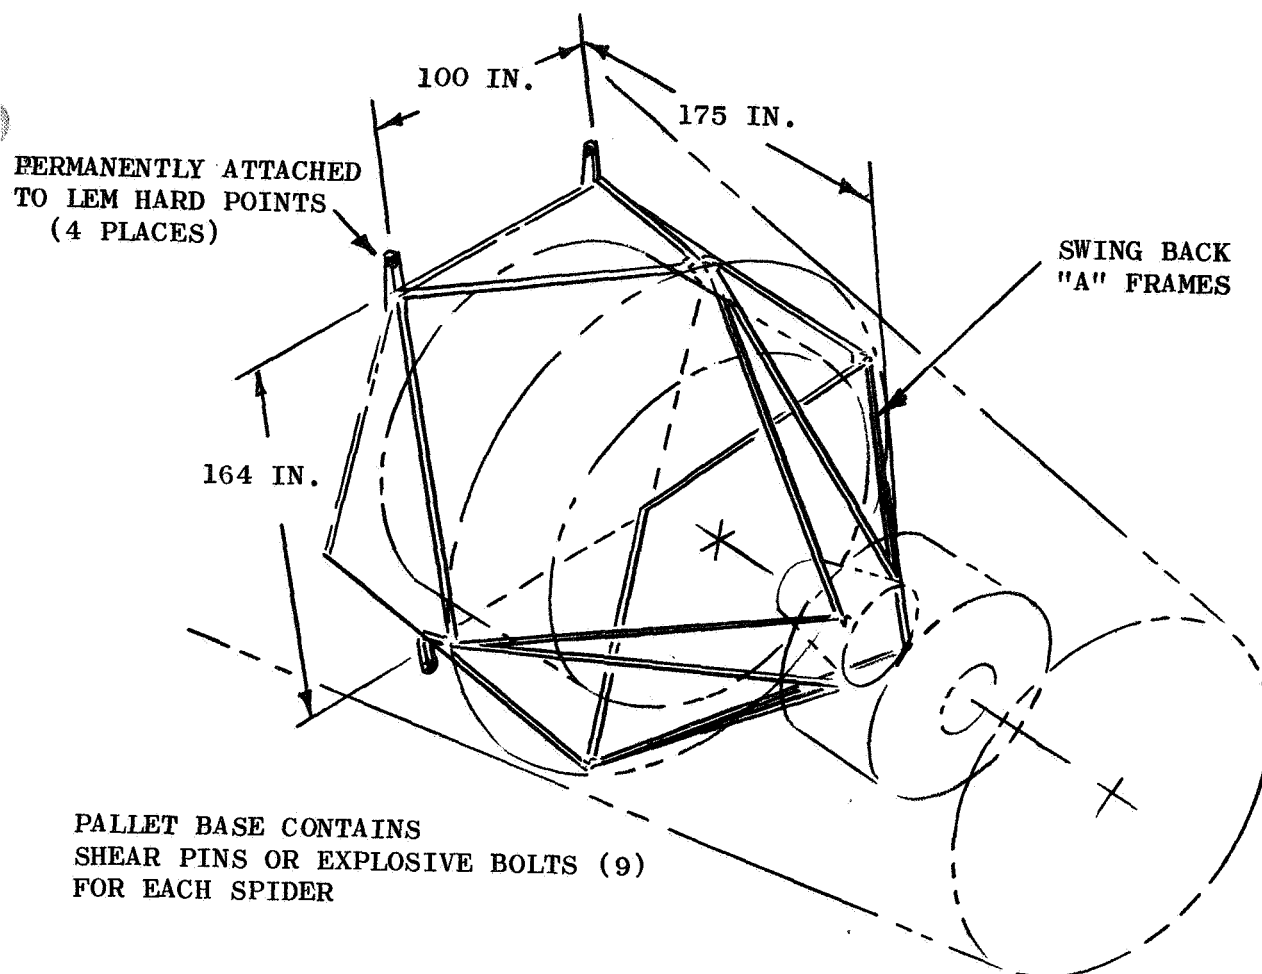 100 IN.
175 IN.
PERMANENTLY ATTACHED
TO LEM HARD POINTS
(4 PLACES)
SWING BACK
"A" FRAMES
164 IN.
PALLET BASE CONTAINS
SHEAR PINS OR EXPLOSIVE BOLTS (9)
FOR EACH SPIDER